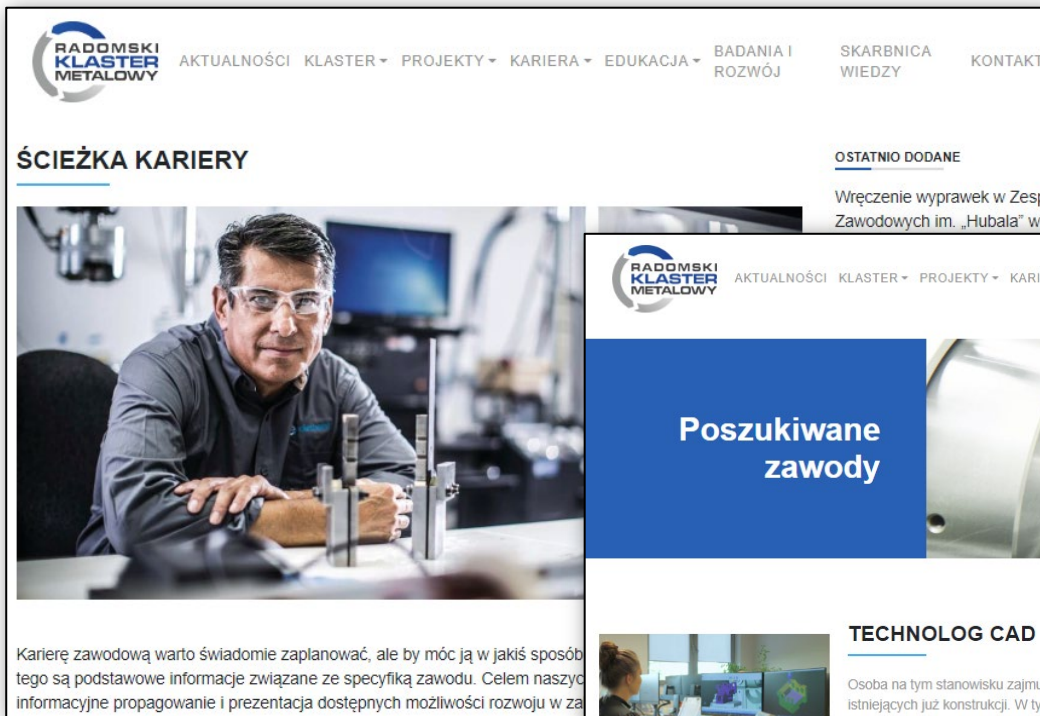 RADOMSKI
KLASTER
METALOWY
AKTUALNOŚCI KLASTER PROJEKTY KARIERA EDUKACJA BADANIA I ROZWÓJ SKARBNICA WIEDZY KONTAKT
ŚCIEŻKA KARIERY
OSTATNIO DODANE
Wręczenie wyprawek w Zesp
Zawodowych im. „Hubala” w
Karierę zawodową warto świadomie zaplanować, ale by móc ją w jakiś sposób
tego są podstawowe informacje związane ze specyfiką zawodu. Celem naszyc
informacyjne propagowanie i prezentacja dostępnych możliwości rozwoju w za
RADOMSKI
KLASTER
METALOWY
AKTUALNOŚCI KLASTER PROJEKTY KARI
Poszukiwane
zawody
TECHNOLOG CAD
Osoba na tym stanowisku zajmu
istniejących już konstrukcji. W ty